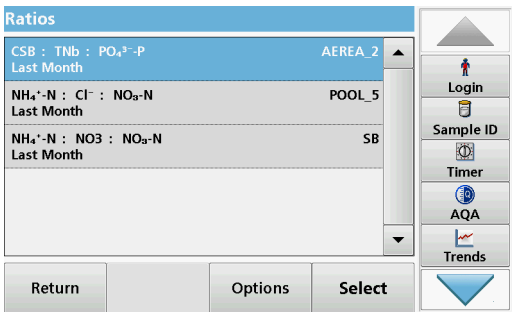 Ratios
CSB : TNb : PO₄³⁻-P AEREA_2
Last Month
NH₄⁺-N : Cl⁻ : NO₃-N POOL_5
Last Month
NH₄⁺-N : NO3 : NO₃-N SB
Last Month
Return
Options
Select
Login
Sample ID
Timer
AQA
Trends